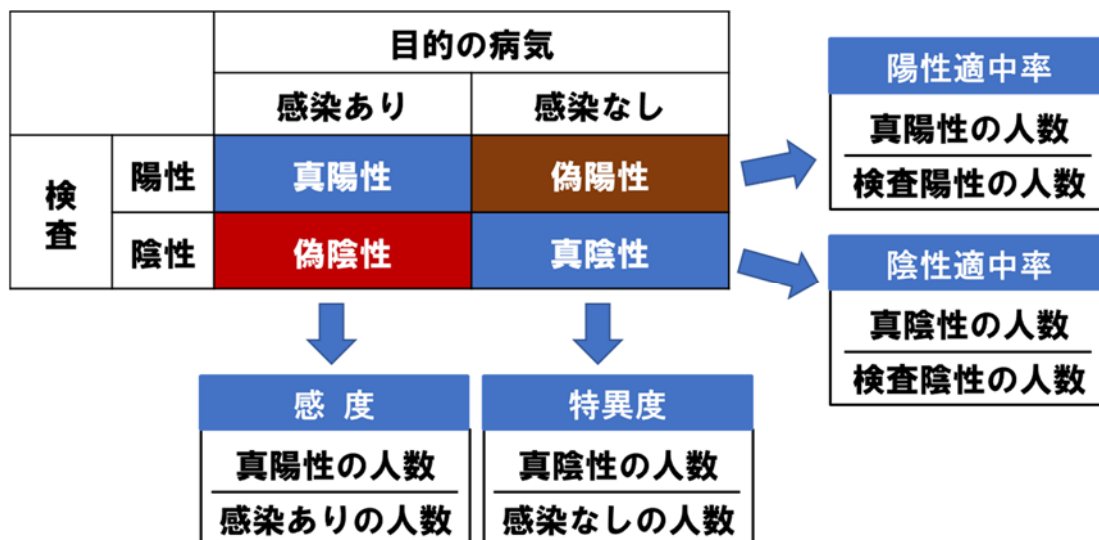 目的の病気
感染あり
感染なし
検査
陽性
真陽性
偽陽性
陰性
偽陰性
真陰性
陽性適中率
真陽性の人数
検査陽性の人数
陰性適中率
真陰性の人数
検査陰性の人数
感 度
真陽性の人数
感染ありの人数
特異度
真陰性の人数
感染なしの人数